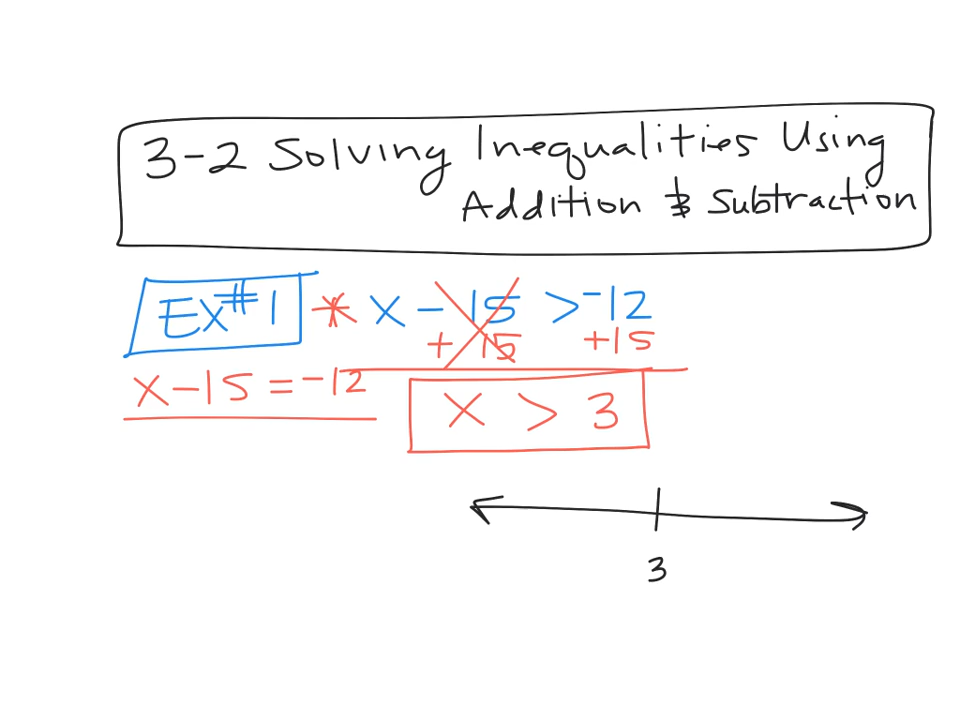 3-2 Solving Inequalities Using
Addition & Subtraction
Ex#1 * x - 15 > -12
+ 15 +15
x - 15 = -12
x > 3
3